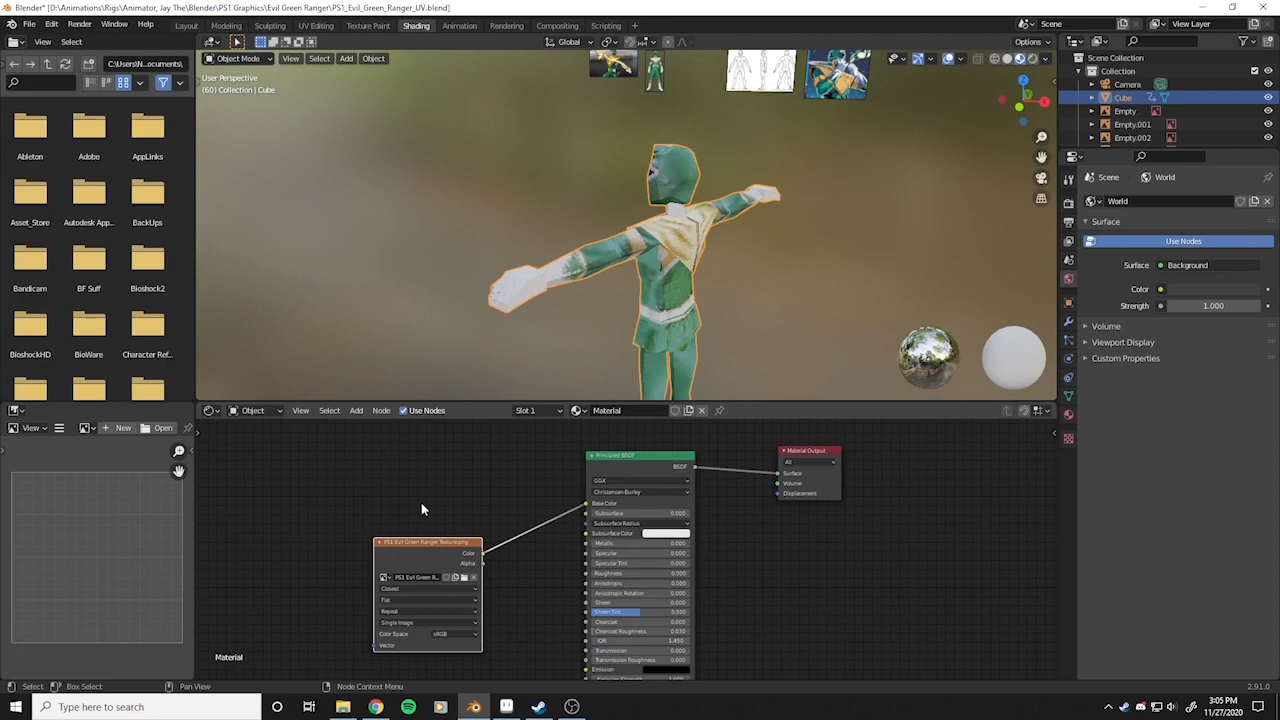 Blender* [D:\Animations\Rigs\Animator, Jay The\PS1 Graphics\Evil Green Ranger\PS1_Evil_Green_Ranger_UV.blend]
File Edit Render Window Help Layout Modeling Sculpting UV Editing Texture Paint Shading Animation Rendering Compositing Scripting Scene View Layer
View Select Global Options
C:\Users\N...ocuments\ Object Mode View Select Add Object
User Perspective
(60) Collection | Cube
Scene Collection
Collection
Camera
Cube
Empty
Empty.001
Empty.002
Ableton Adobe AppLinks
Asset_Store Autodesk App... BackUps
Bandicam BF Suff Bioshock2
BioshockHD BioWare Character Ref...
Scene World
World
Surface
Use Nodes
Surface Background
Color
Strength 1.000
Volume
Viewport Display
Custom Properties
Object View Select Add Node Use Nodes Slot 1 Material
View New Open
Principled BSDF
BSDF
GGX
Christensen-Burley
Base Color
Subsurface 0.000
Subsurface Radius
Subsurface Color
Metallic 0.000
Specular 0.000
Specular Tint 0.000
Roughness 0.000
Anisotropic 0.000
Anisotropic Rotation 0.000
Sheen 0.000
Sheen Tint 0.500
Clearcoat 0.000
Clearcoat Roughness 0.030
IOR 1.450
Transmission 0.000
Transmission Roughness 0.000
Emission
Material Output
All
Surface
Volume
Displacement
PS1 Evil Green Ranger Texture.png
Color
Alpha
PS1 Evil Green R...
Closest
Flat
Repeat
Single Image
Color Space sRGB
Vector
Material
Select Box Select Pan View Node Context Menu 2.91.0
Type here to search
3:05 PM
11/27/2020